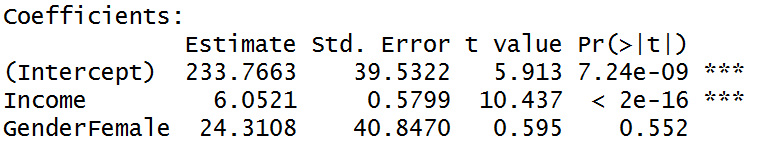 Coefficients:
Estimate Std. Error t value Pr(>|t|)
(Intercept) 233.7663 39.5322 5.913 7.24e-09 ***
Income 6.0521 0.5799 10.437 < 2e-16 ***
GenderFemale 24.3108 40.8470 0.595 0.552